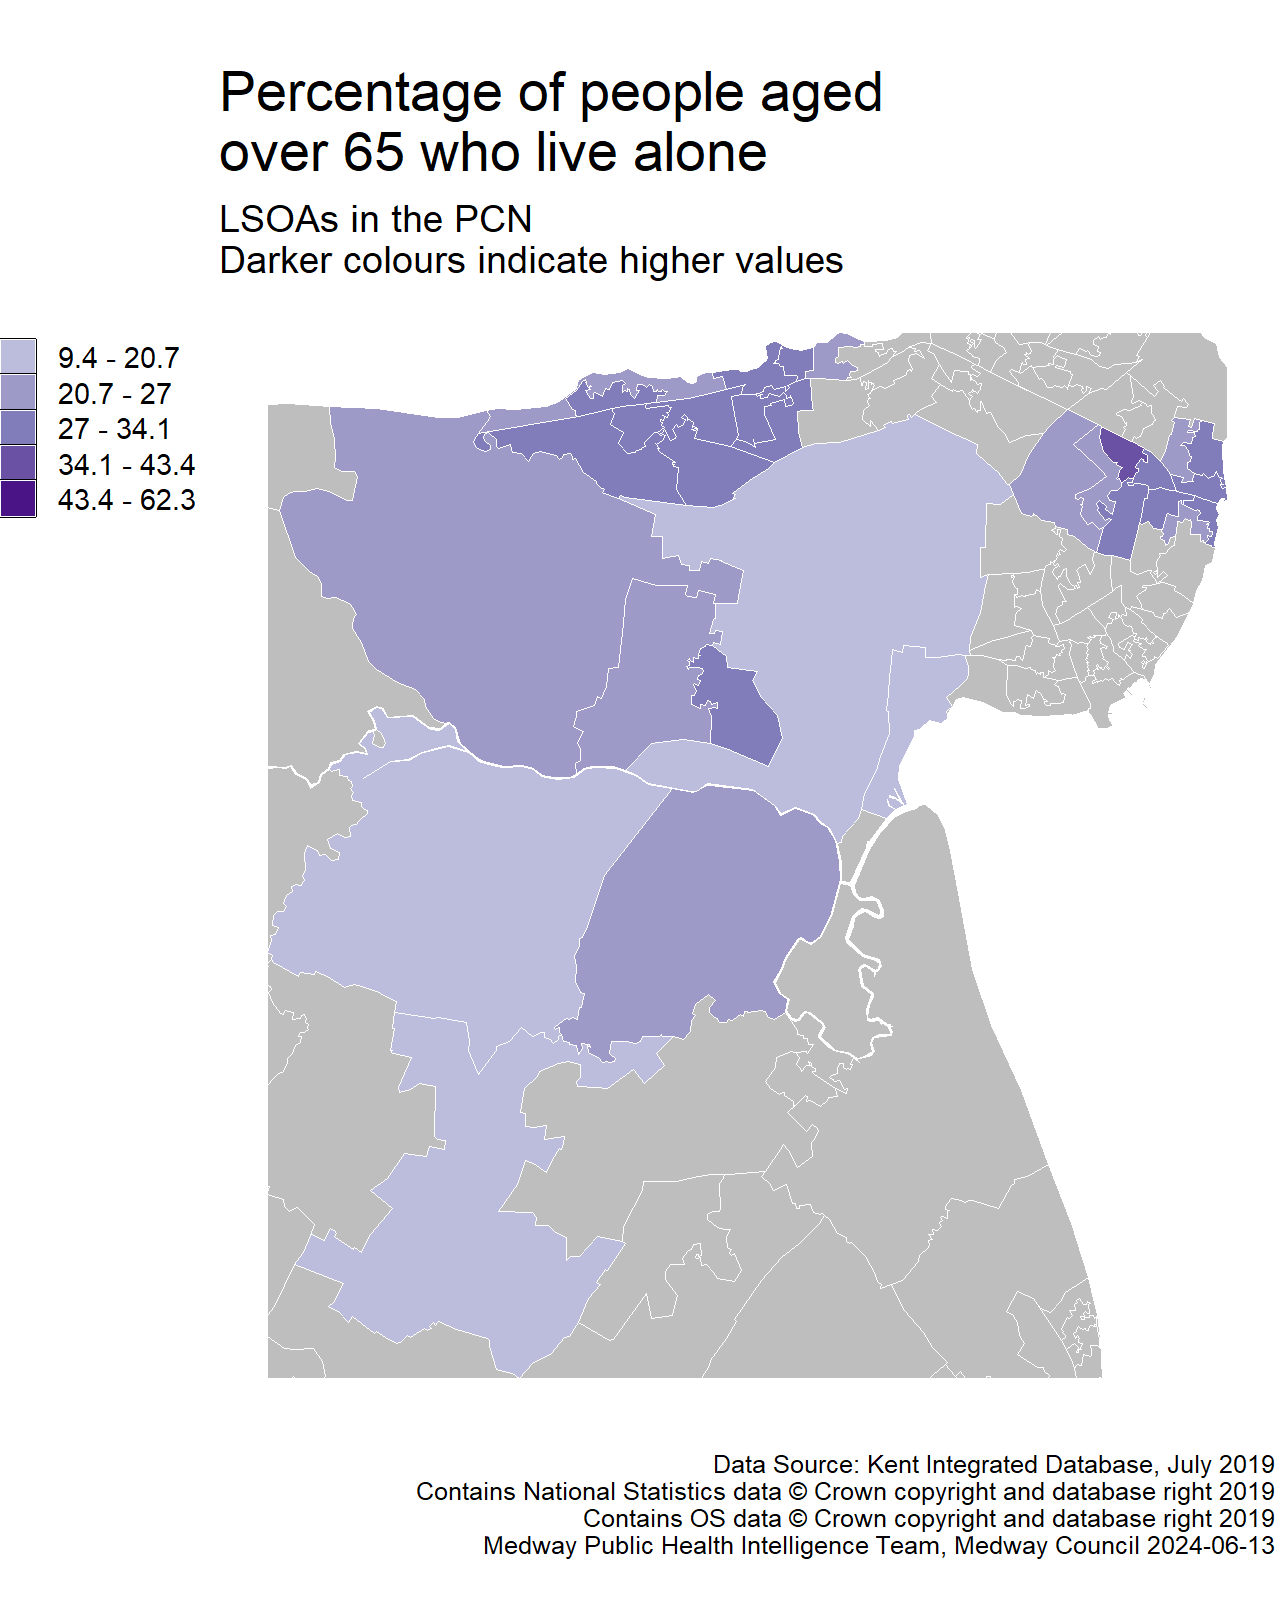 Percentage of people aged
over 65 who live alone
LSOAs in the PCN
Darker colours indicate higher values
9.4 - 20.7
20.7 - 27
27 - 34.1
34.1 - 43.4
43.4 - 62.3
Data Source: Kent Integrated Database, July 2019
Contains National Statistics data © Crown copyright and database right 2019
Contains OS data © Crown copyright and database right 2019
Medway Public Health Intelligence Team, Medway Council 2024-06-13